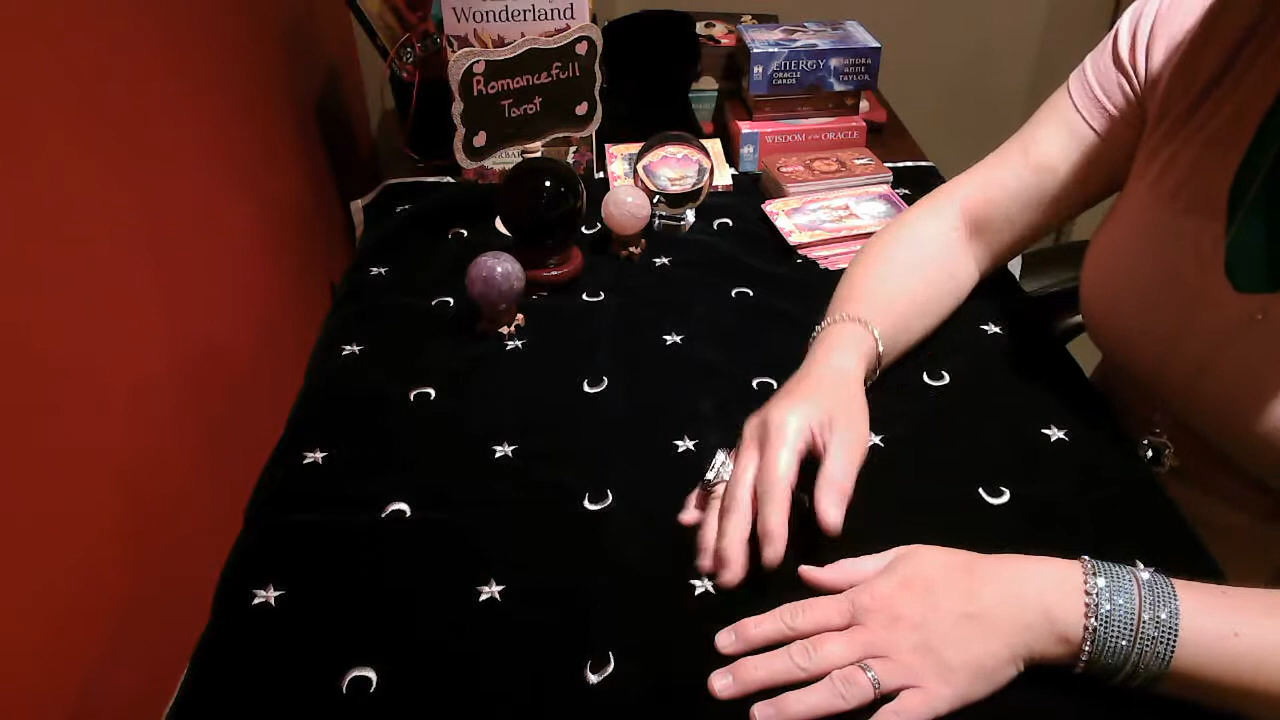 Wonderland
Romancefull
Tarot
ENERGY
ORACLE
CARDS
SANDRA
ANNE
TAYLOR
WISDOM of the ORACLE